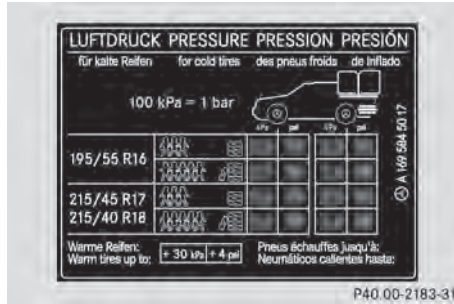 LUFTDRUCK PRESSURE PRESSION PRESIÓN
für kalte Reifen for cold tires des pneus froids de Inflado
100 kPa = 1 bar
kPa psi kPa psi
195/55 R16
215/45 R17
215/40 R18
A 169 584 50 17
Warme Reifen: + 30 kPa + 4 psi Pneus échauffes jusqu'à:
Warm tires up to: Neumáticos calientes hasta:
P40.00-2183-31